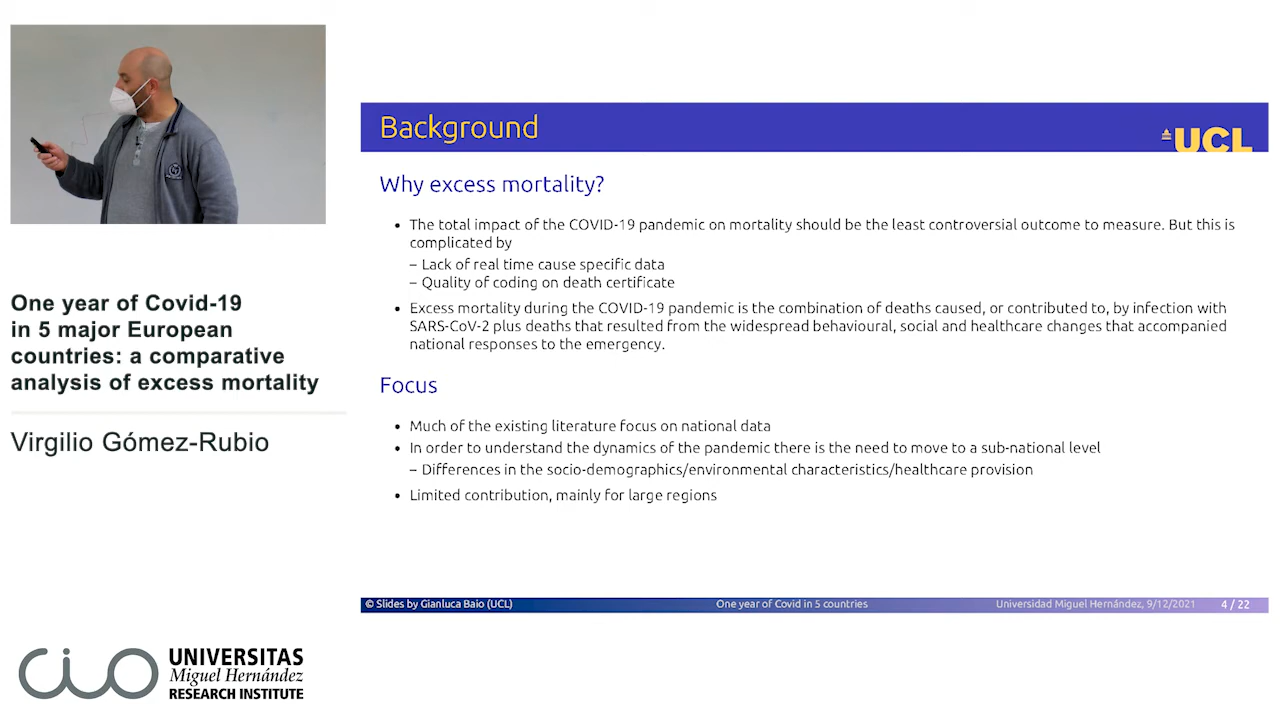 One year of Covid-19
in 5 major European
countries: a comparative
analysis of excess mortality
Virgilio Gómez-Rubio
cio
UNIVERSITAS
Miguel Hernández
RESEARCH INSTITUTE
Background
UCL
Why excess mortality?
• The total impact of the COVID-19 pandemic on mortality should be the least controversial outcome to measure. But this is
complicated by
– Lack of real time cause specific data
– Quality of coding on death certificate
• Excess mortality during the COVID-19 pandemic is the combination of deaths caused, or contributed to, by infection with
SARS-CoV-2 plus deaths that resulted from the widespread behavioural, social and healthcare changes that accompanied
national responses to the emergency.
Focus
• Much of the existing literature focus on national data
• In order to understand the dynamics of the pandemic there is the need to move to a sub-national level
– Differences in the socio-demographics/environmental characteristics/healthcare provision
• Limited contribution, mainly for large regions
© Slides by Gianluca Baio (UCL) One year of Covid in 5 countries Universidad Miguel Hernández, 9/12/2021 4 / 22